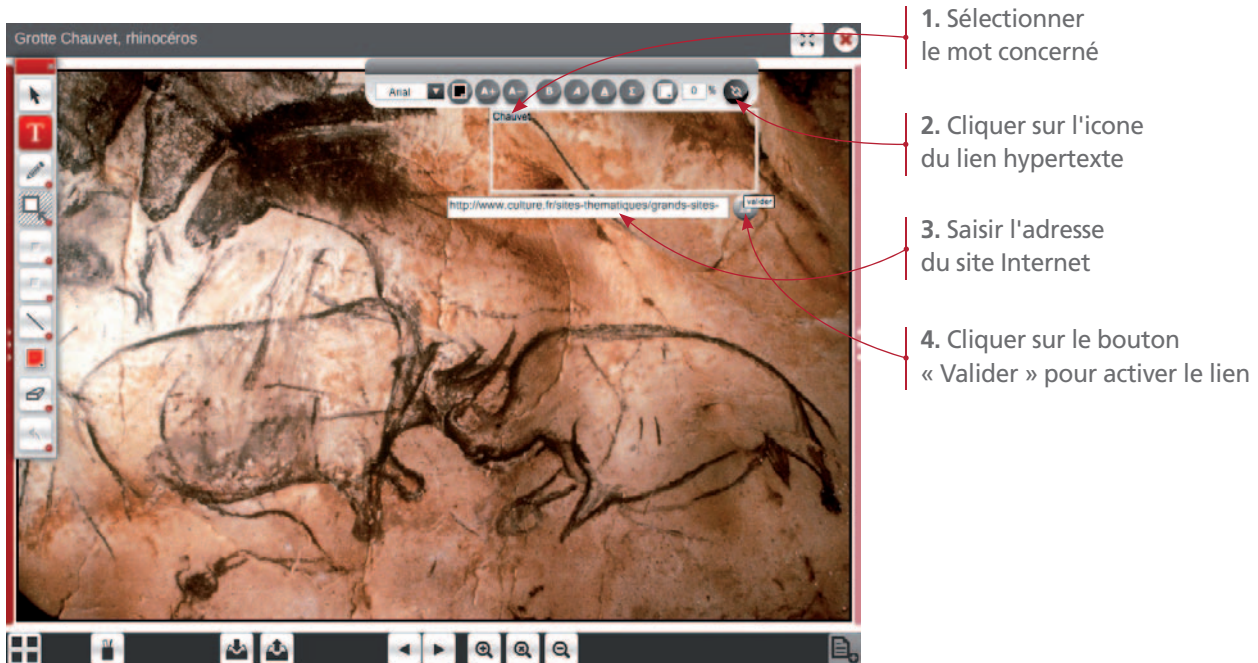 Grotte Chauvet, rhinocéros
1. Sélectionner
le mot concerné
Arial A+ A- B A A Σ 0 %
Chauvet
2. Cliquer sur l'icone
du lien hypertexte
http://www.culture.fr/sites-thematiques/grands-sites-
valider
3. Saisir l'adresse
du site Internet
4. Cliquer sur le bouton
« Valider » pour activer le lien
T